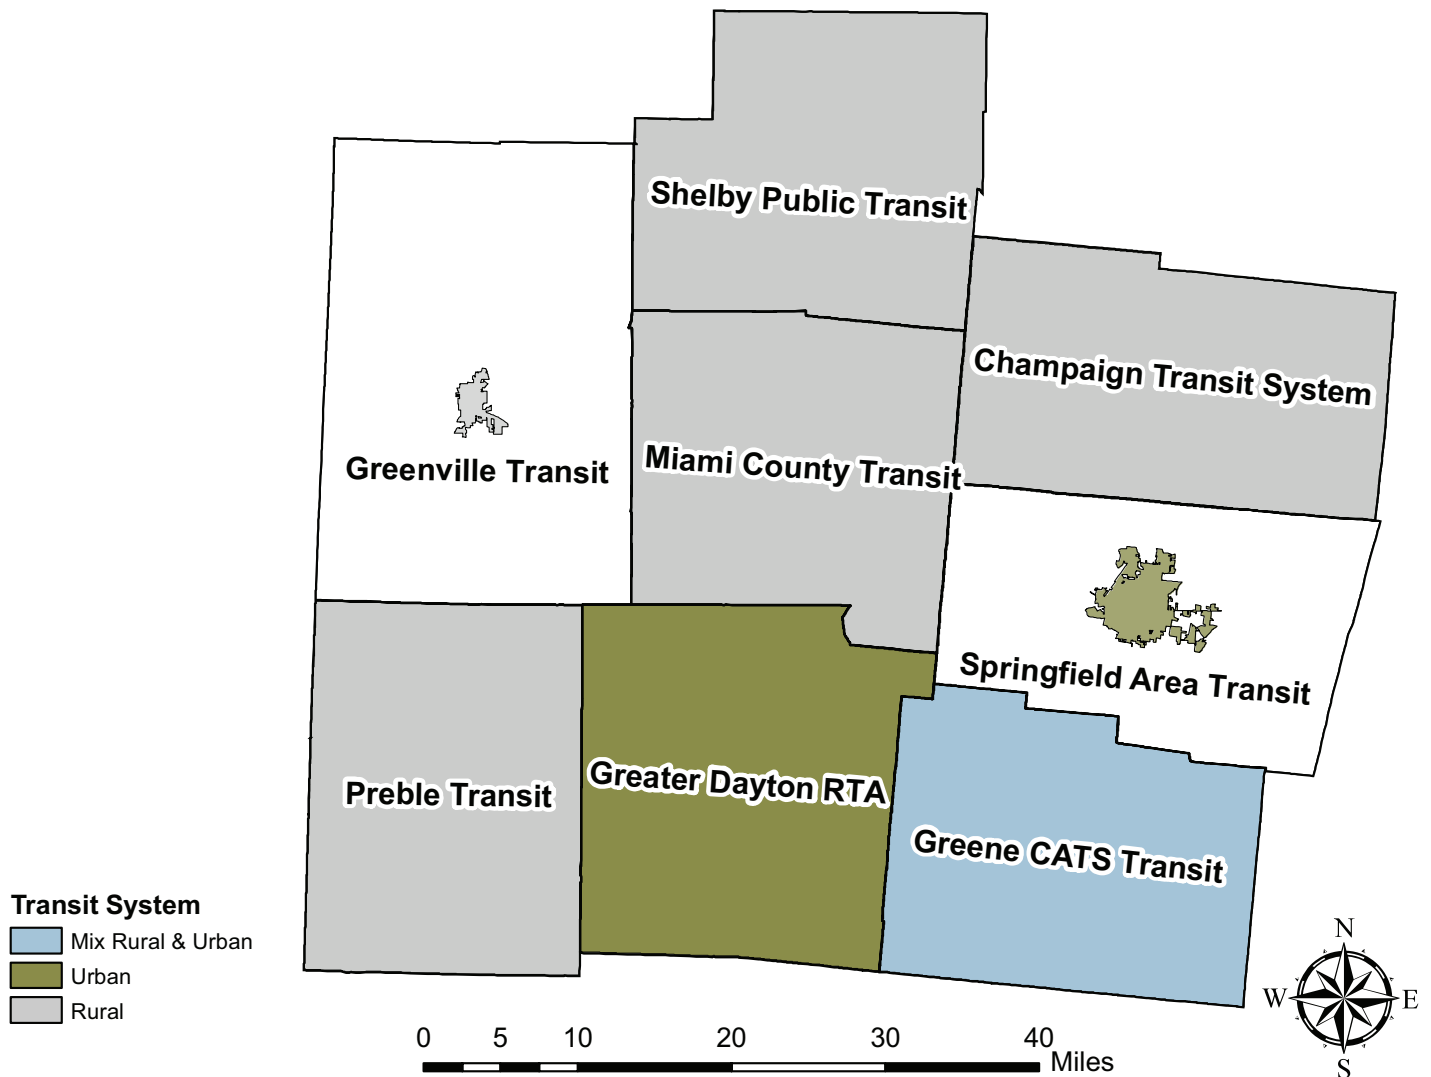 Shelby Public Transit
Champaign Transit System
Miami County Transit
Greenville Transit
Springfield Area Transit
Greater Dayton RTA
Preble Transit
Greene CATS Transit
Transit System
Mix Rural & Urban
Urban
Rural
0 5 10 20 30 40
Miles
N
W E
S